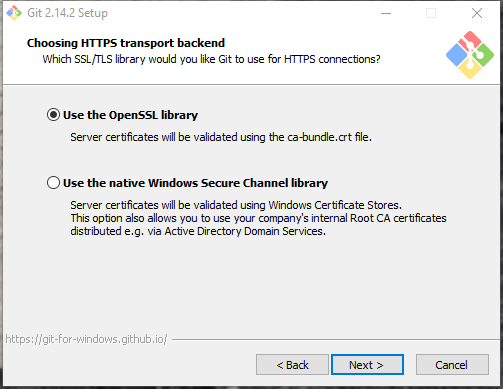 Git 2.14.2 Setup
Choosing HTTPS transport backend
Which SSL/TLS library would you like Git to use for HTTPS connections?
Use the OpenSSL library
Server certificates will be validated using the ca-bundle.crt file.
Use the native Windows Secure Channel library
Server certificates will be validated using Windows Certificate Stores.
This option also allows you to use your company's internal Root CA certificates
distributed e.g. via Active Directory Domain Services.
https://git-for-windows.github.io/
< Back
Next >
Cancel